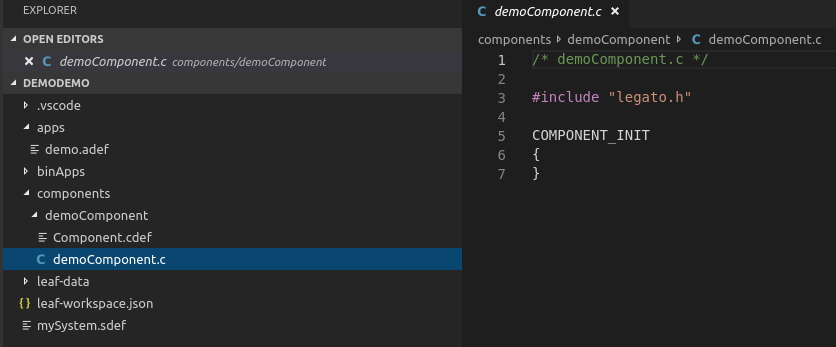 EXPLORER
OPEN EDITORS
demoComponent.c components/demoComponent
DEMODEMO
.vscode
apps
demo.adef
binApps
components
demoComponent
Component.cdef
C demoComponent.c
leaf-data
{} leaf-workspace.json
mySystem.sdef
C demoComponent.c ×
components demoComponent C demoComponent.c
1 /* demoComponent.c */
2
3 #include "legato.h"
4
5 COMPONENT_INIT
6 {
7 }